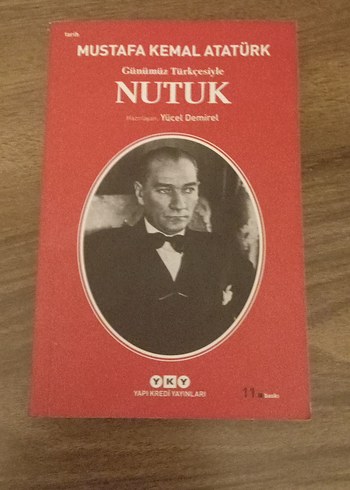 tarih
MUSTAFA KEMAL ATATÜRK
Günümüz Türkçesiyle
NUTUK
Hazırlayan: Yücel Demirel
YKY
YAPI KREDİ YAYINLARI
11. baskı